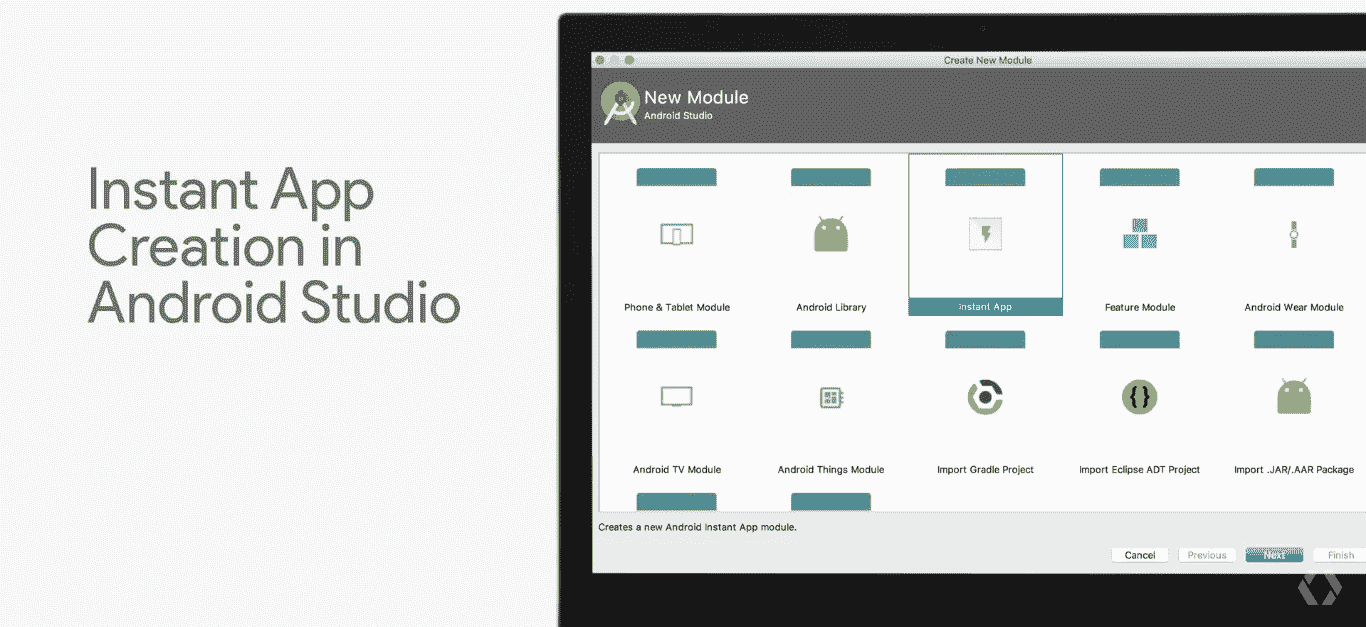 Instant App
Creation in
Android Studio
Create New Module
New Module
Android Studio
Phone & Tablet Module
Android Library
Instant App
Feature Module
Android Wear Module
Android TV Module
Android Things Module
Import Gradle Project
Import Eclipse ADT Project
Import .JAR/.AAR Package
Creates a new Android Instant App module.
Cancel
Previous
Next
Finish